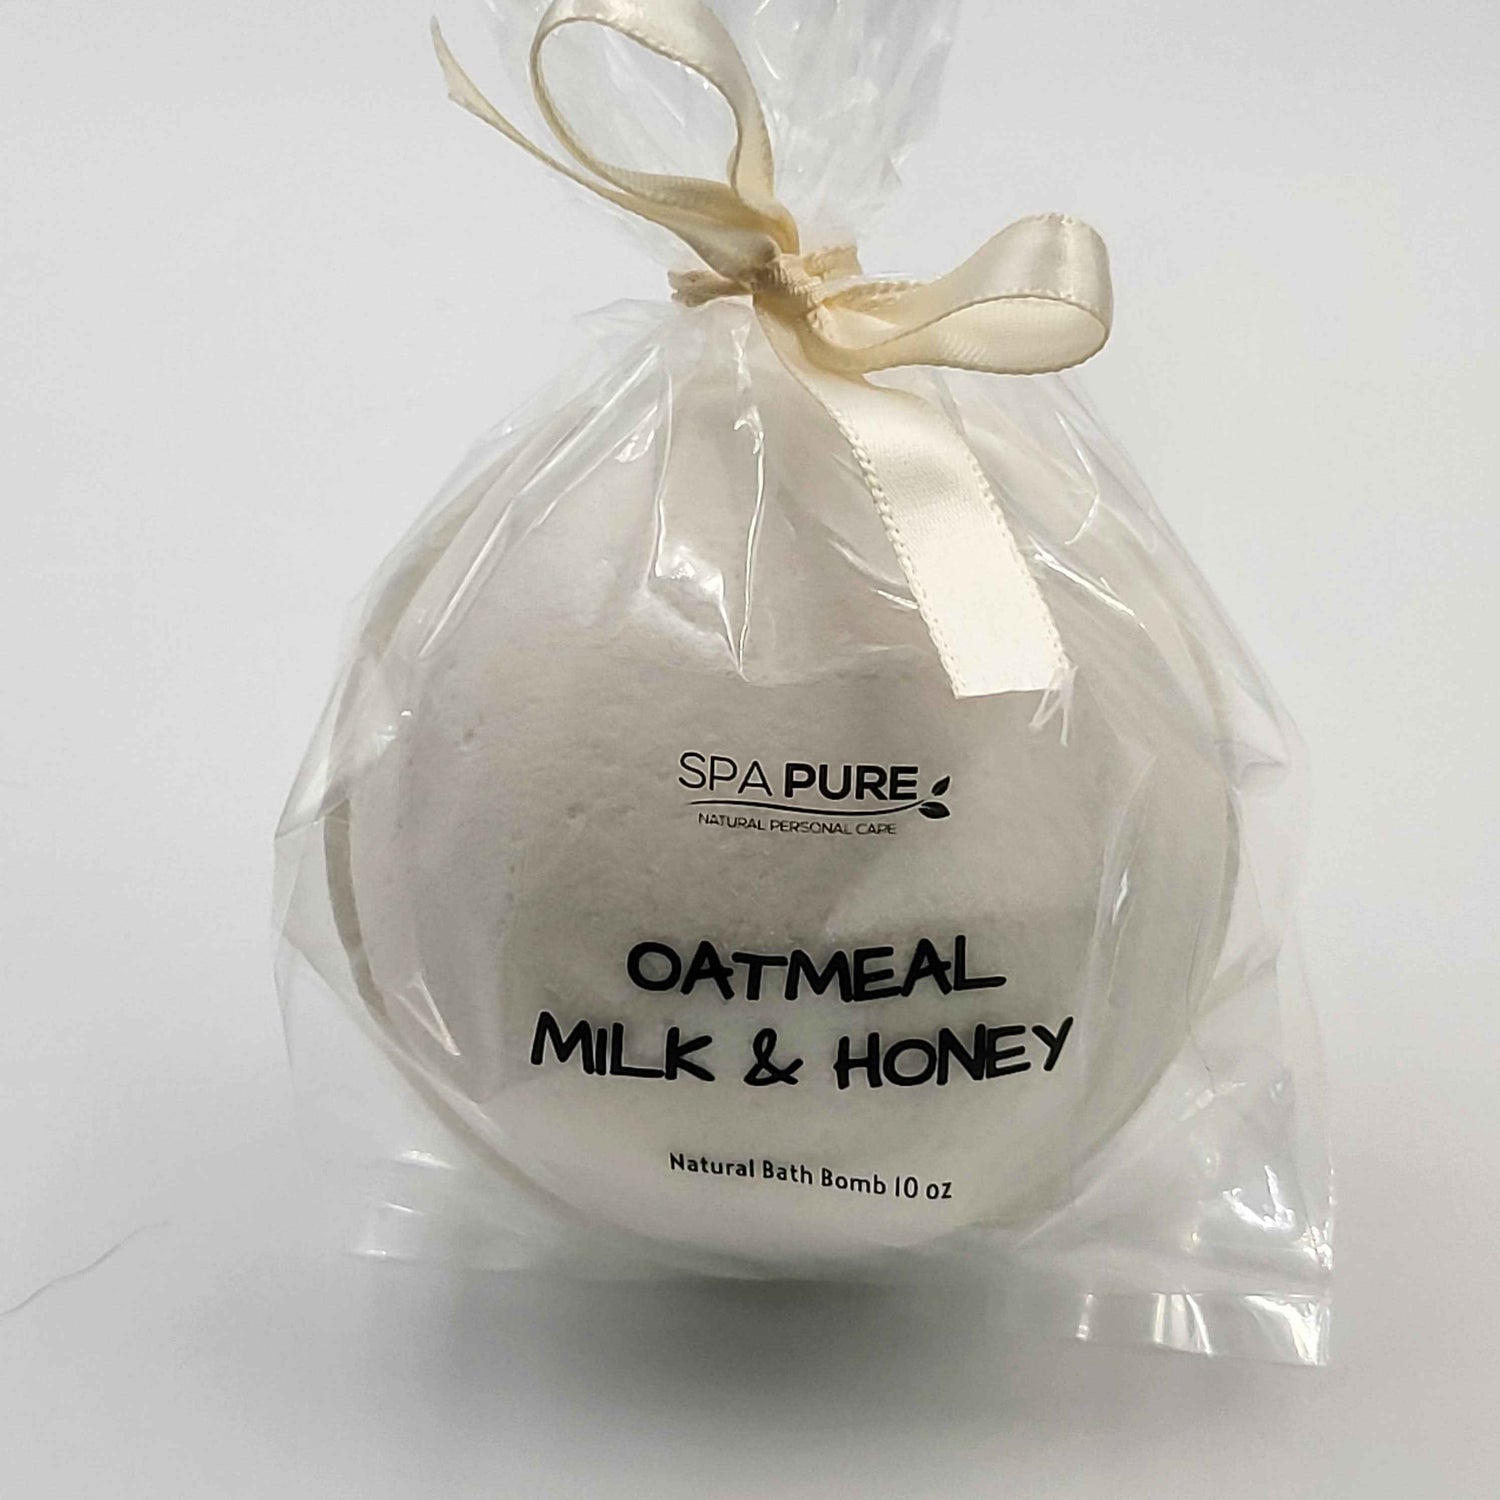 SPA PURE
NATURAL PERSONAL CARE
OATMEAL
MILK & HONEY
Natural Bath Bomb 10 oz